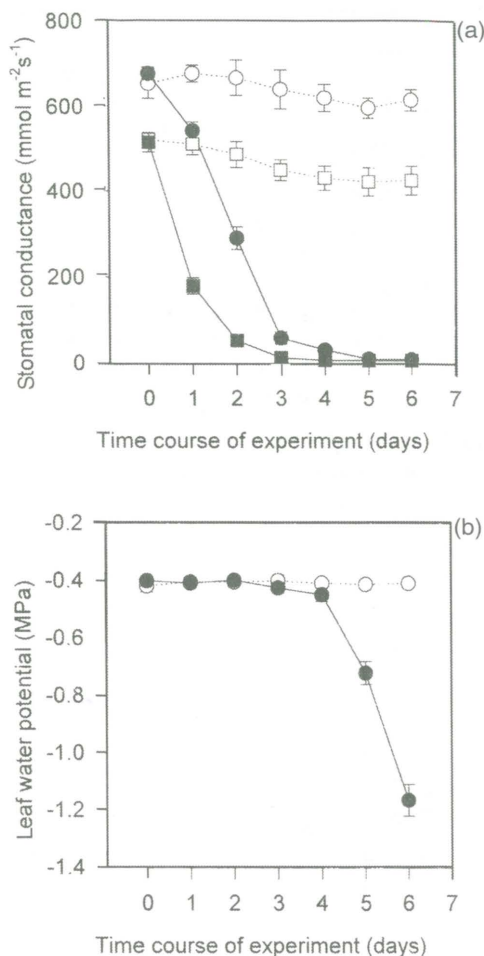 800
(a)
600
400
200
0
Stomatal conductance (mmol m⁻²s⁻¹)
0 1 2 3 4 5 6 7
Time course of experiment (days)
-0.2
(b)
-0.4
-0.6
-0.8
-1.0
-1.2
-1.4
Leaf water potential (MPa)
0 1 2 3 4 5 6 7
Time course of experiment (days)